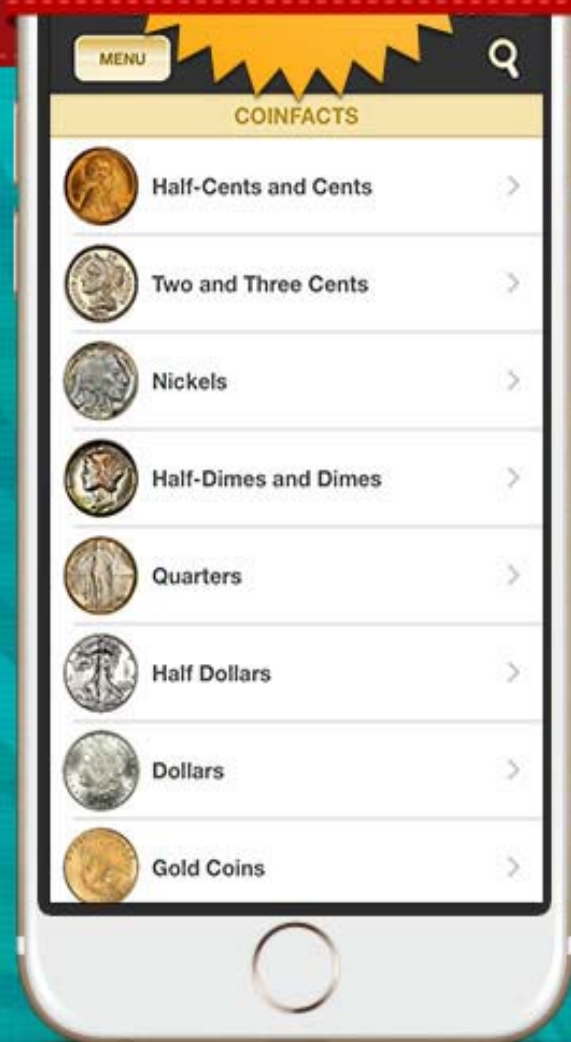 MENU
COINFACTS
Half-Cents and Cents
Two and Three Cents
Nickels
Half-Dimes and Dimes
Quarters
Half Dollars
Dollars
Gold Coins